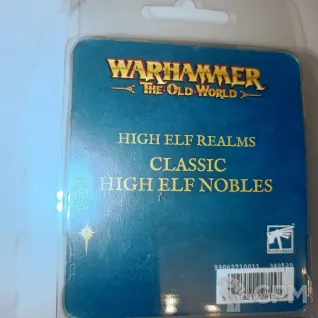 WARHAMMER
THE OLD WORLD
HIGH ELF REALMS
CLASSIC
HIGH ELF NOBLES